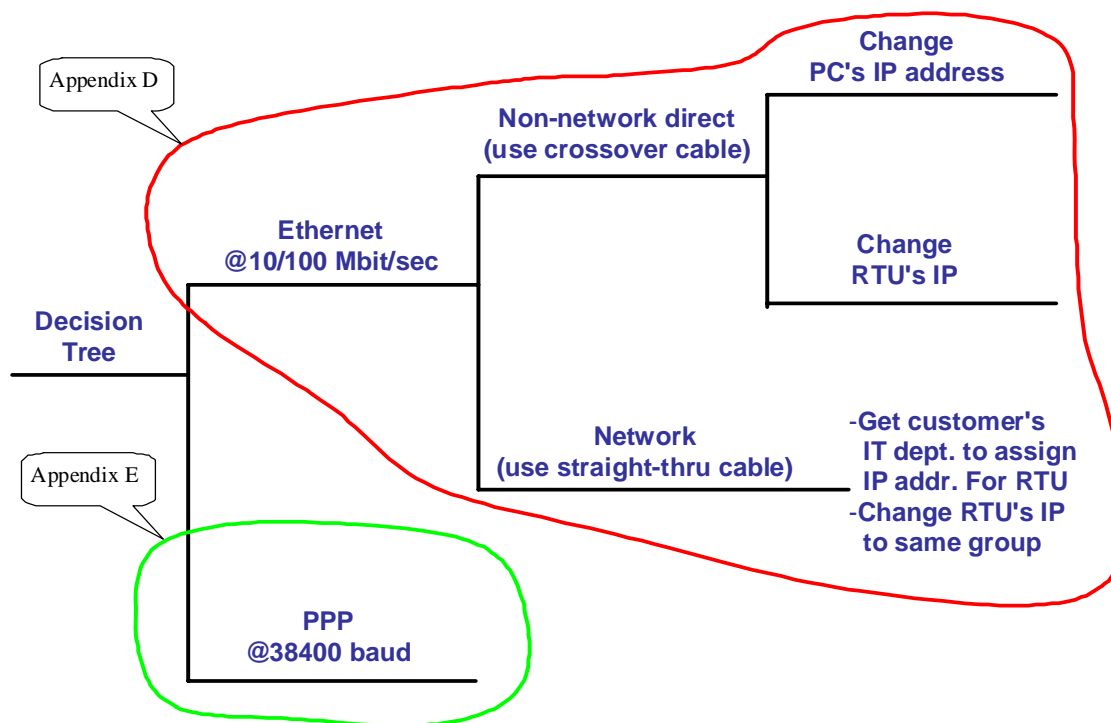 Change
PC's IP address
Appendix D
Non-network direct
(use crossover cable)
Ethernet
@10/100 Mbit/sec
Change
RTU's IP
Decision
Tree
Network
(use straight-thru cable)
-Get customer's
IT dept. to assign
IP addr. For RTU
-Change RTU's IP
to same group
Appendix E
PPP
@38400 baud